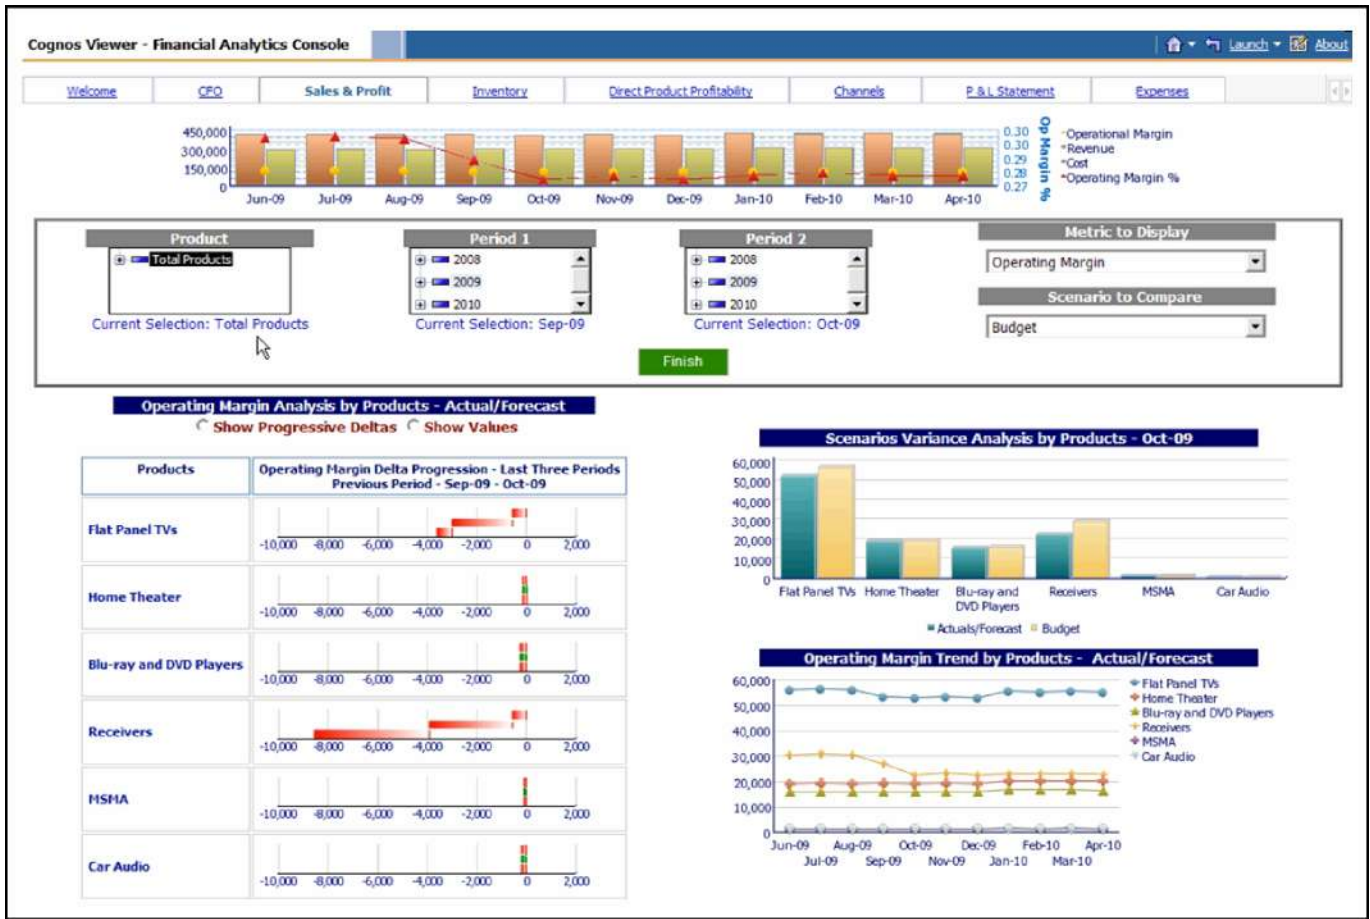 Cognos Viewer - Financial Analytics Console
Launch About
Welcome CFO Sales & Profit Inventory Direct Product Profitability Channels P & L Statement Expenses
450,000
300,000
150,000
0
Jun-09 Jul-09 Aug-09 Sep-09 Oct-09 Nov-09 Dec-09 Jan-10 Feb-10 Mar-10 Apr-10
0.30
0.30
0.29
0.28
0.27
Op Margin %
Operational Margin
Revenue
Cost
Operating Margin %
Product
Total Products
Current Selection: Total Products
Period 1
2008
2009
2010
Current Selection: Sep-09
Period 2
2008
2009
2010
Current Selection: Oct-09
Metric to Display
Operating Margin
Scenario to Compare
Budget
Finish
Operating Margin Analysis by Products - Actual/Forecast
Show Progressive Deltas Show Values
Products
Operating Margin Delta Progression - Last Three Periods
Previous Period - Sep-09 - Oct-09
Flat Panel TVs
-10,000 -8,000 -6,000 -4,000 -2,000 0 2,000
Home Theater
-10,000 -8,000 -6,000 -4,000 -2,000 0 2,000
Blu-ray and DVD Players
-10,000 -8,000 -6,000 -4,000 -2,000 0 2,000
Receivers
-10,000 -8,000 -6,000 -4,000 -2,000 0 2,000
MSMA
-10,000 -8,000 -6,000 -4,000 -2,000 0 2,000
Car Audio
-10,000 -8,000 -6,000 -4,000 -2,000 0 2,000
Scenarios Variance Analysis by Products - Oct-09
60,000
50,000
40,000
30,000
20,000
10,000
0
Flat Panel TVs Home Theater Blu-ray and Receivers MSMA Car Audio
DVD Players
Actuals/Forecast Budget
Operating Margin Trend by Products - Actual/Forecast
60,000
50,000
40,000
30,000
20,000
10,000
0
Jun-09 Aug-09 Oct-09 Dec-09 Feb-10 Apr-10
Jul-09 Sep-09 Nov-09 Jan-10 Mar-10
Flat Panel TVs
Home Theater
Blu-ray and DVD Players
Receivers
MSMA
Car Audio